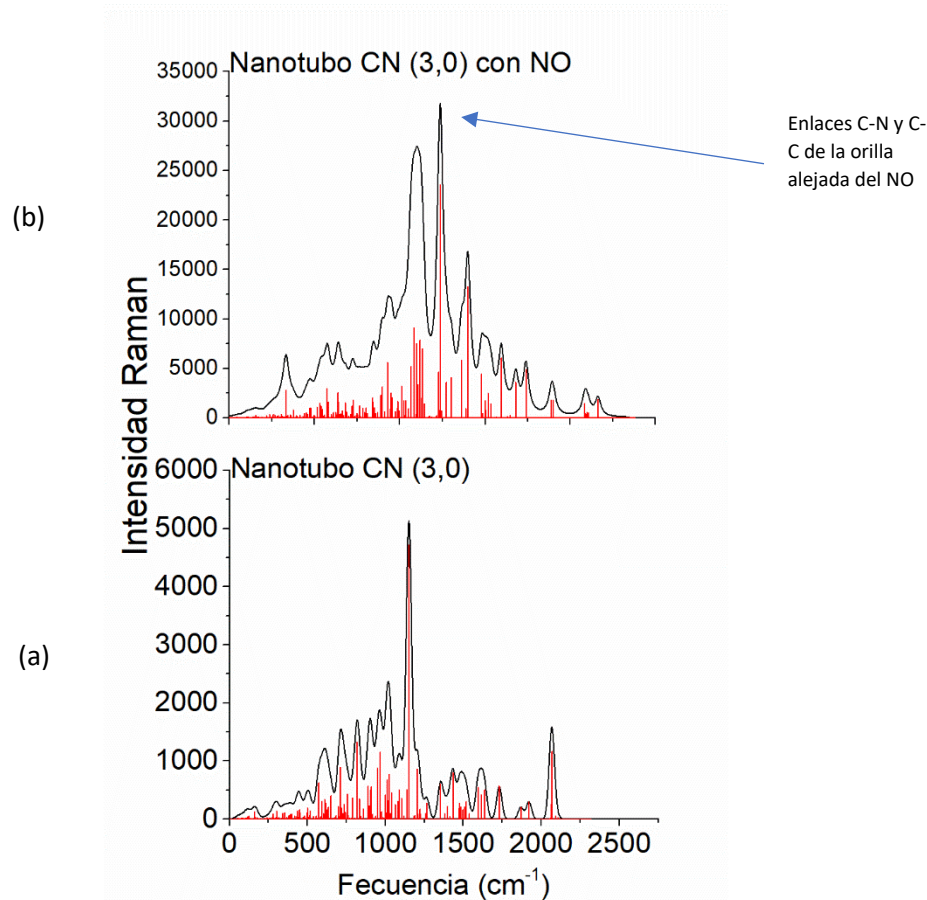 Nanotubo CN (3,0) con NO
35000
30000
25000
20000
15000
10000
5000
0
(b)
Enlaces C-N y C-
C de la orilla
alejada del NO
Intensidad Raman
Nanotubo CN (3,0)
6000
5000
4000
3000
2000
1000
0
(a)
0 500 1000 1500 2000 2500
Fecuencia (cm⁻¹)